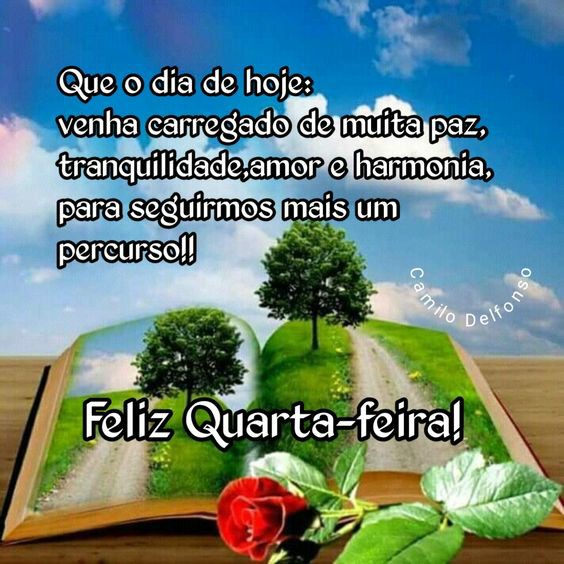 Que o dia de hoje:
venha carregado de muita paz,
tranquilidade,amor e harmonia,
para seguirmos mais um
percurso!!
Camilo Delfonso
Feliz Quarta-feira!